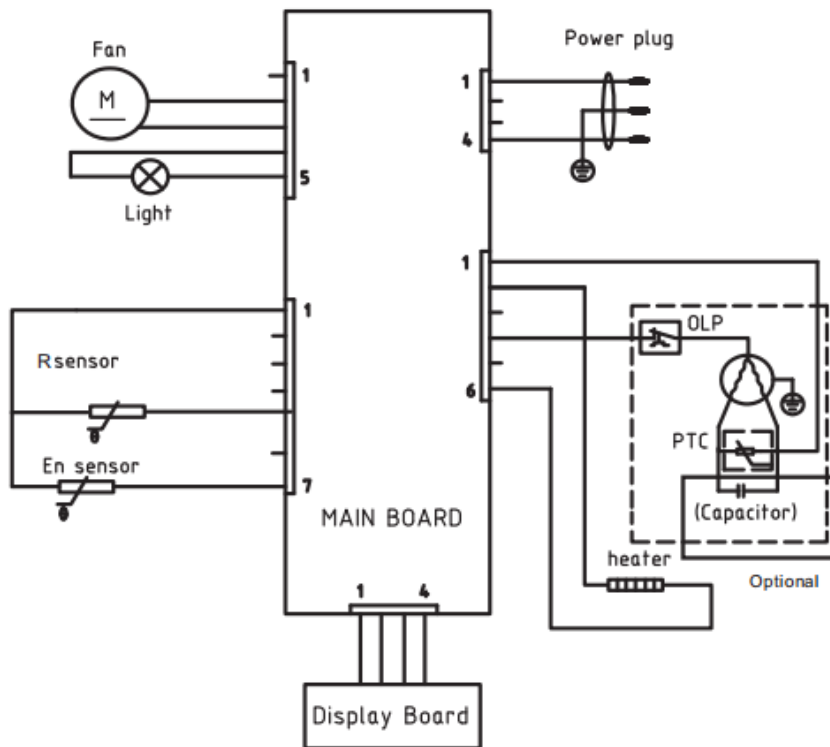 Fan
M
1
5
Light
Power plug
1
4
1
6
OLP
PTC
(Capacitor)
Optional
heater
1
7
R sensor
θ
En sensor
θ
MAIN BOARD
1 4
Display Board